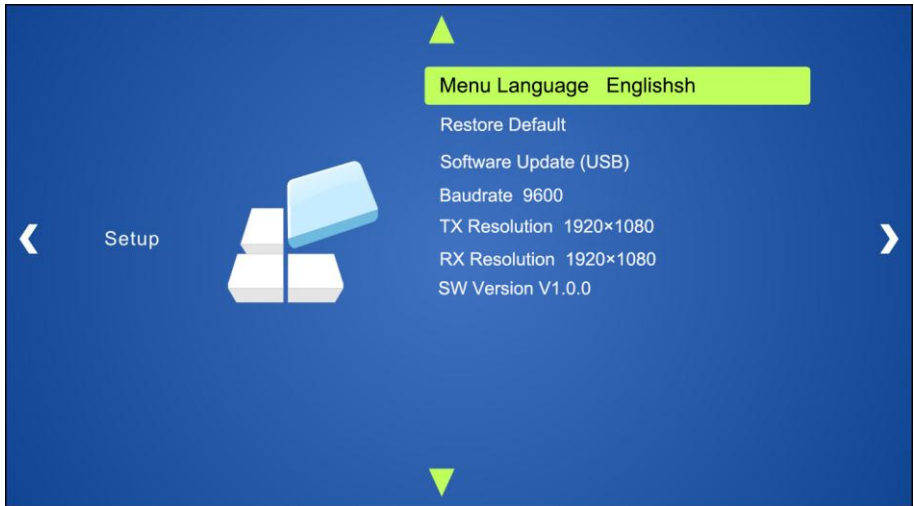 Menu Language Englishsh
Restore Default
Software Update (USB)
Baudrate 9600
Setup
TX Resolution 1920×1080
RX Resolution 1920×1080
SW Version V1.0.0